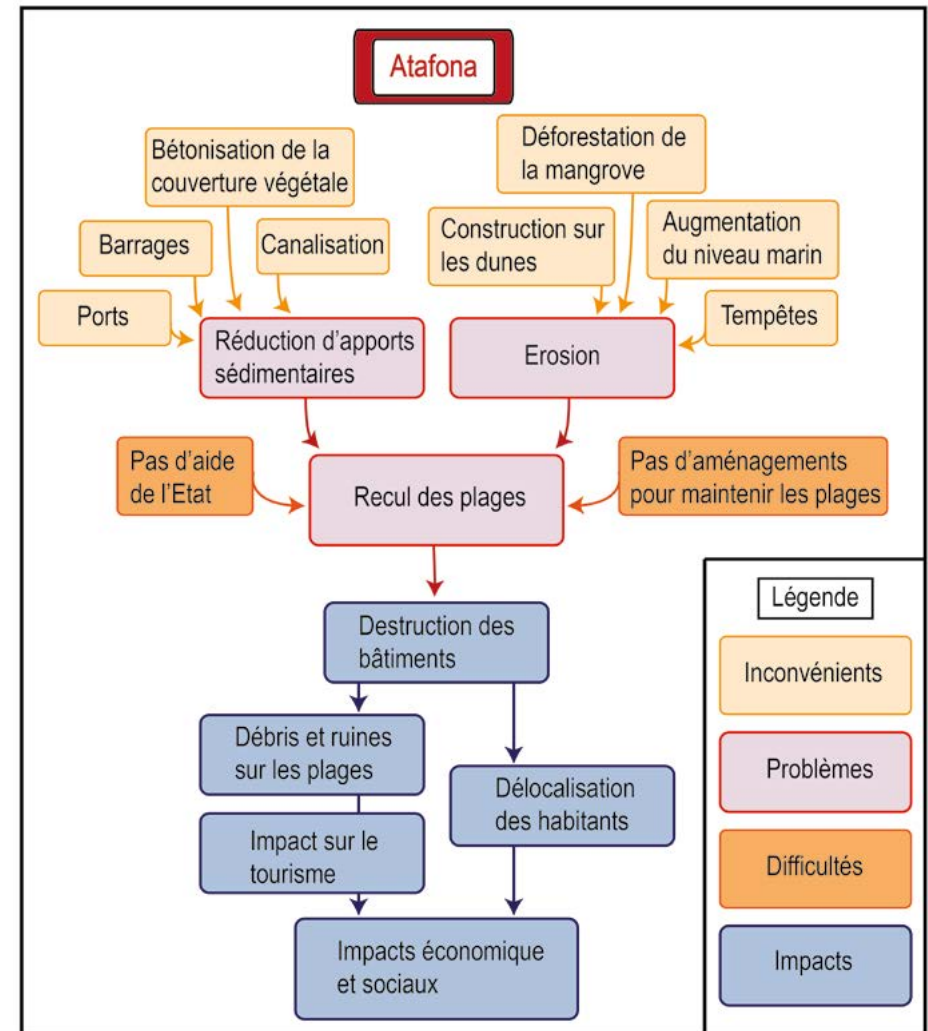 Atafona
Bétonisation de la
couverture végétale
Déforestation de
la mangrove
Barrages
Canalisation
Construction sur
les dunes
Augmentation
du niveau marin
Ports
Tempêtes
Réduction d'apports
sédimentaires
Erosion
Pas d'aide
de l'Etat
Recul des plages
Pas d'aménagements
pour maintenir les plages
Destruction des
bâtiments
Débris et ruines
sur les plages
Délocalisation
des habitants
Impact sur le
tourisme
Impacts économique
et sociaux
Légende
Inconvénients
Problèmes
Difficultés
Impacts